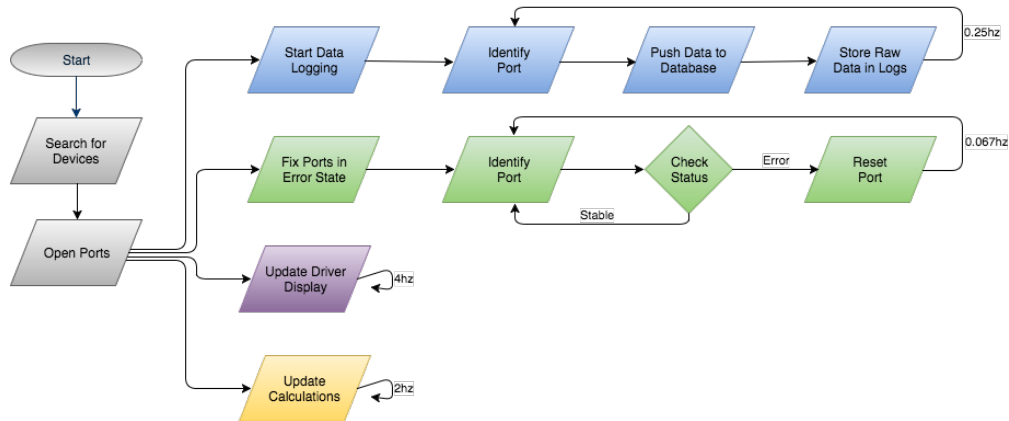 Start
Search for
Devices
Open Ports
Start Data
Logging
Identify
Port
Push Data to
Database
Store Raw
Data in Logs
0.25hz
Fix Ports in
Error State
Identify
Port
Check
Status
Error
Reset
Port
0.067hz
Stable
Update Driver
Display
4hz
Update
Calculations
2hz